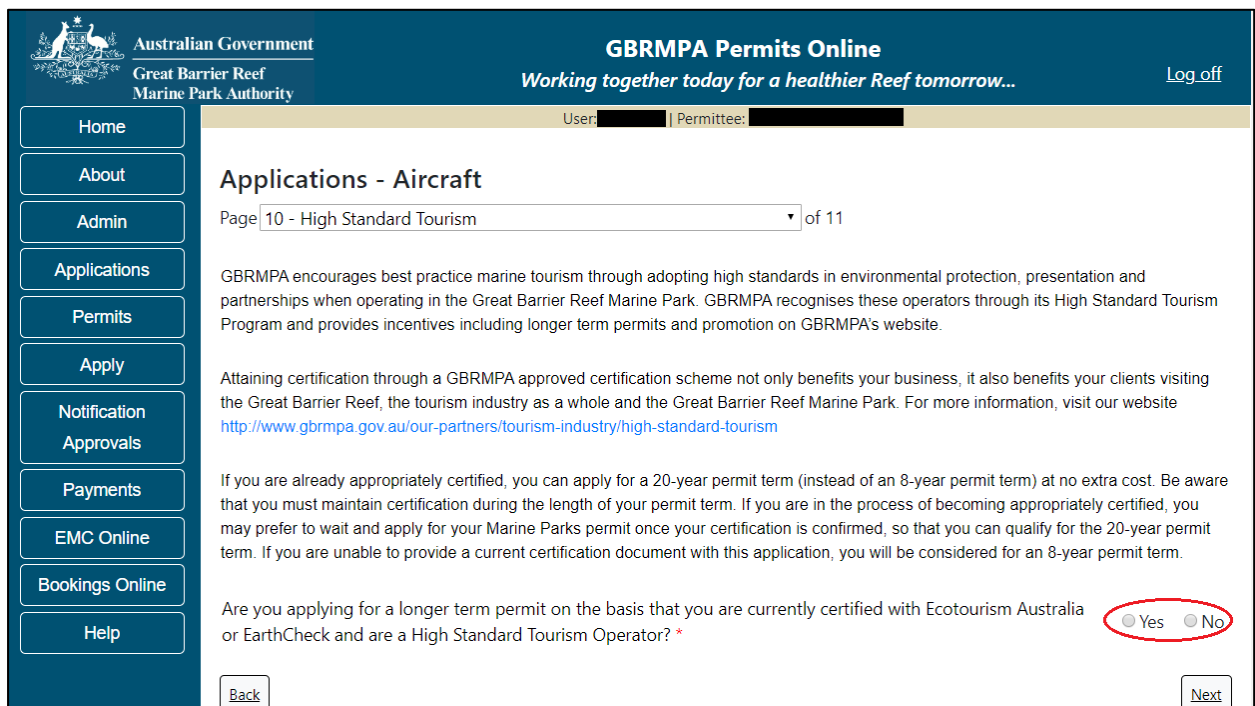 Australian Government
Great Barrier Reef
Marine Park Authority
GBRMPA Permits Online
Working together today for a healthier Reef tomorrow...
Log off
User: | Permittee:
Home
About
Admin
Applications
Permits
Apply
Notification
Approvals
Payments
EMC Online
Bookings Online
Help
Applications - Aircraft
Page 10 - High Standard Tourism of 11
GBRMPA encourages best practice marine tourism through adopting high standards in environmental protection, presentation and
partnerships when operating in the Great Barrier Reef Marine Park. GBRMPA recognises these operators through its High Standard Tourism
Program and provides incentives including longer term permits and promotion on GBRMPA's website.
Attaining certification through a GBRMPA approved certification scheme not only benefits your business, it also benefits your clients visiting
the Great Barrier Reef, the tourism industry as a whole and the Great Barrier Reef Marine Park. For more information, visit our website
http://www.gbrmpa.gov.au/our-partners/tourism-industry/high-standard-tourism
If you are already appropriately certified, you can apply for a 20-year permit term (instead of an 8-year permit term) at no extra cost. Be aware
that you must maintain certification during the length of your permit term. If you are in the process of becoming appropriately certified, you
may prefer to wait and apply for your Marine Parks permit once your certification is confirmed, so that you can qualify for the 20-year permit
term. If you are unable to provide a current certification document with this application, you will be considered for an 8-year permit term.
Are you applying for a longer term permit on the basis that you are currently certified with Ecotourism Australia
or EarthCheck and are a High Standard Tourism Operator? *
Yes No
Back
Next